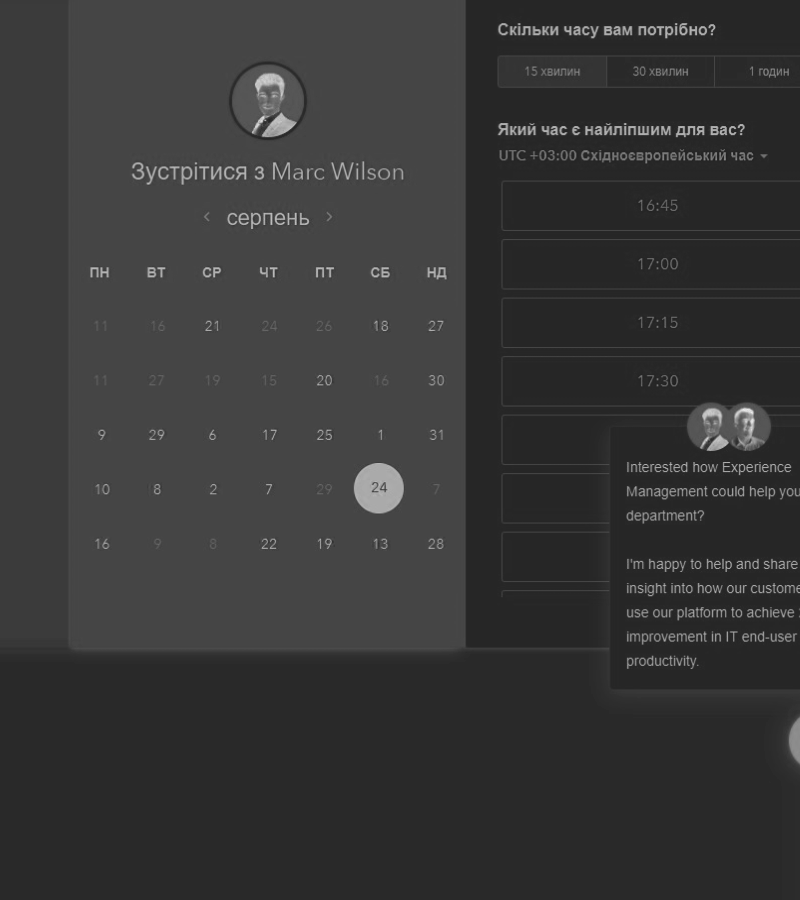 Зустрітися з Marc Wilson
серпень
ПН ВТ СР ЧТ ПТ СБ НД
11 16 21 24 26 18 27
11 27 19 15 20 16 30
9 29 6 17 25 1 31
10 8 2 7 29 24 7
16 9 8 22 19 13 28
Скільки часу вам потрібно?
15 хвилин 30 хвилин 1 годин
Який час є найліпшим для вас?
UTC +03:00 Східноєвропейський час
16:45
17:00
17:15
17:30
Interested how Experience
Management could help you
department?
I'm happy to help and share
insight into how our custome
use our platform to achieve
improvement in IT end-user
productivity.